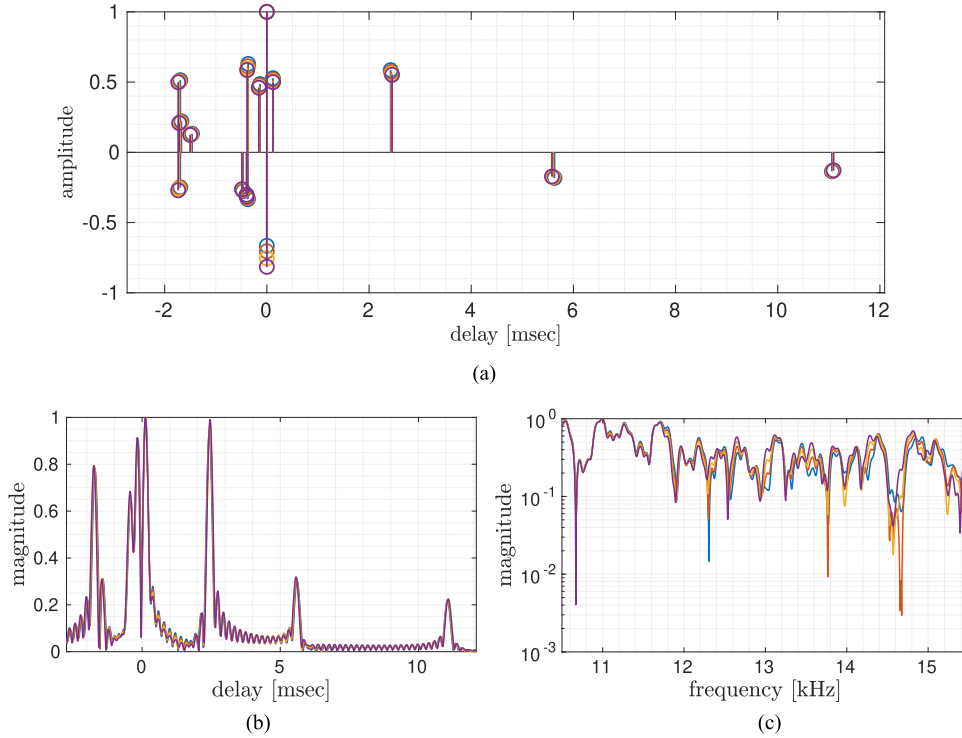 1
0.5
0
-0.5
-1
amplitude
-2 0 2 4 6 8 10 12
delay [msec]
(a)
1
0.8
0.6
0.4
0.2
0
magnitude
0 5 10
delay [msec]
(b)
10^0
10^-1
10^-2
10^-3
magnitude
11 12 13 14 15
frequency [kHz]
(c)